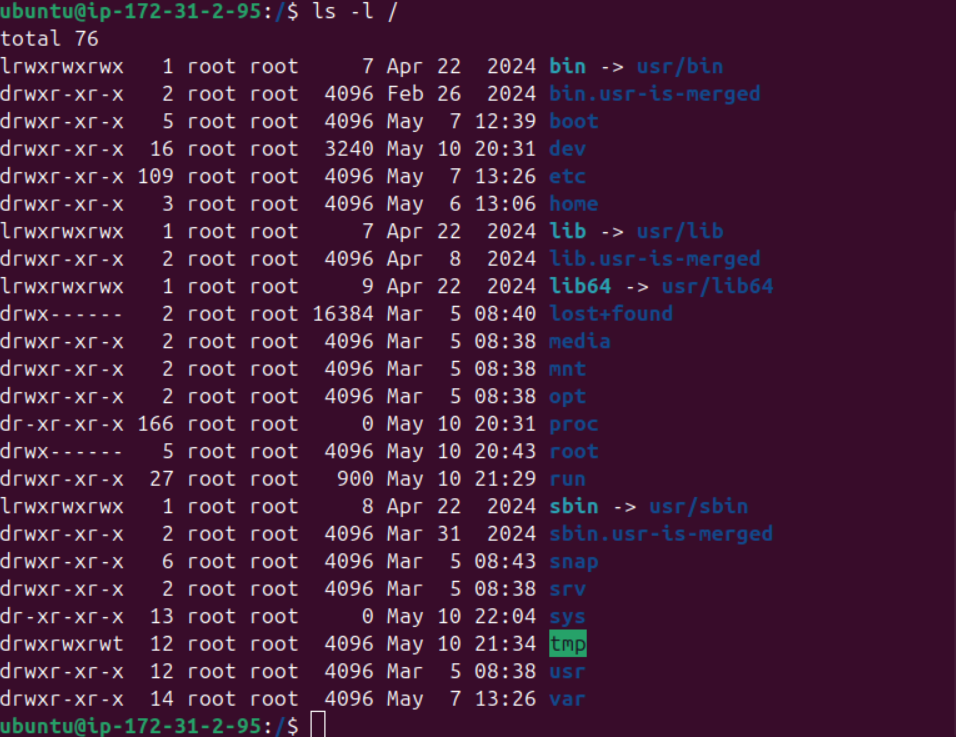 ubuntu@ip-172-31-2-95:/$ ls -l /
total 76
lrwxrwxrwx   1 root root     7 Apr 22  2024 bin -> usr/bin
drwxr-xr-x   2 root root  4096 Feb 26  2024 bin.usr-is-merged
drwxr-xr-x   5 root root  4096 May  7 12:39 boot
drwxr-xr-x  16 root root  3240 May 10 20:31 dev
drwxr-xr-x 109 root root  4096 May  7 13:26 etc
drwxr-xr-x   3 root root  4096 May  6 13:06 home
lrwxrwxrwx   1 root root     7 Apr 22  2024 lib -> usr/lib
drwxr-xr-x   2 root root  4096 Apr  8  2024 lib.usr-is-merged
lrwxrwxrwx   1 root root     9 Apr 22  2024 lib64 -> usr/lib64
drwx------   2 root root 16384 Mar  5 08:40 lost+found
drwxr-xr-x   2 root root  4096 Mar  5 08:38 media
drwxr-xr-x   2 root root  4096 Mar  5 08:38 mnt
drwxr-xr-x   2 root root  4096 Mar  5 08:38 opt
dr-xr-xr-x 166 root root     0 May 10 20:31 proc
drwx------   5 root root  4096 May 10 20:43 root
drwxr-xr-x  27 root root   900 May 10 21:29 run
lrwxrwxrwx   1 root root     8 Apr 22  2024 sbin -> usr/sbin
drwxr-xr-x   2 root root  4096 Mar 31  2024 sbin.usr-is-merged
drwxr-xr-x   6 root root  4096 Mar  5 08:43 snap
drwxr-xr-x   2 root root  4096 Mar  5 08:38 srv
dr-xr-xr-x  13 root root     0 May 10 22:04 sys
drwxrwxrwt  12 root root  4096 May 10 21:34 tmp
drwxr-xr-x  12 root root  4096 Mar  5 08:38 usr
drwxr-xr-x  14 root root  4096 May  7 13:26 var
ubuntu@ip-172-31-2-95:/$